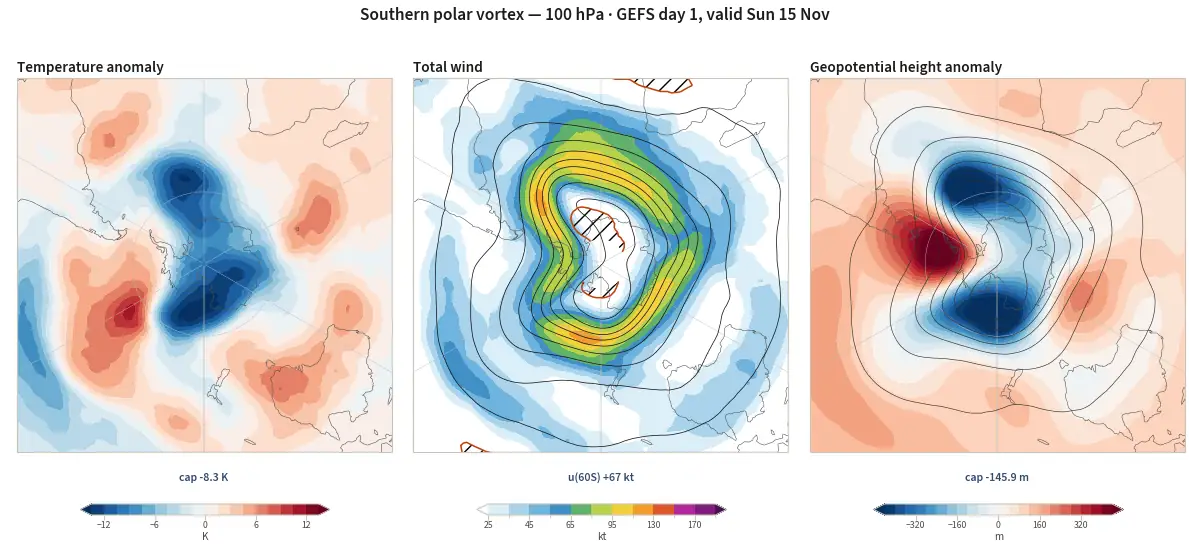 Southern polar vortex — 100 hPa · GEFS day 1, valid Sun 15 Nov
Temperature anomaly
Total wind
Geopotential height anomaly
cap -8.3 K
u(60S) +67 kt
cap -145.9 m
−12 −6 0 6 12
K
25 45 65 95 130 170
kt
−320 −160 0 160 320
m